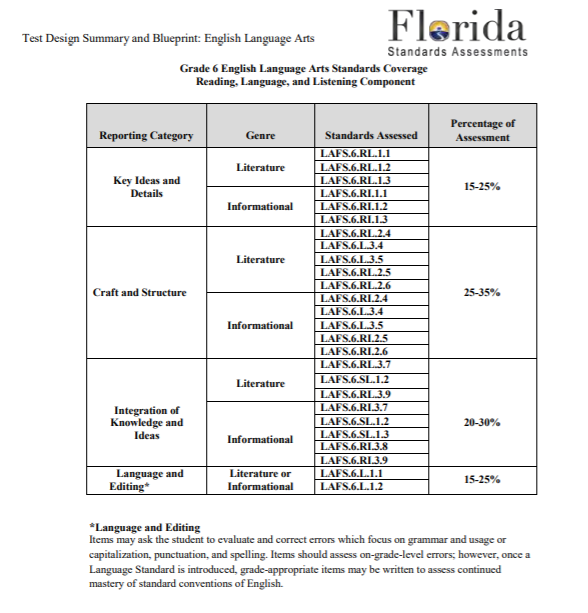 Florida
Standards Assessments
Test Design Summary and Blueprint: English Language Arts
Grade 6 English Language Arts Standards Coverage
Reading, Language, and Listening Component
Reporting Category Genre Standards Assessed Percentage of Assessment
Key Ideas and Details
Literature
LAFS.6.RL.1.1
LAFS.6.RL.1.2
LAFS.6.RL.1.3
Informational
LAFS.6.RI.1.1
LAFS.6.RI.1.2
LAFS.6.RI.1.3
15-25%
Craft and Structure
Literature
LAFS.6.RL.2.4
LAFS.6.L.3.4
LAFS.6.L.3.5
LAFS.6.RL.2.5
LAFS.6.RL.2.6
Informational
LAFS.6.RI.2.4
LAFS.6.L.3.4
LAFS.6.L.3.5
LAFS.6.RI.2.5
LAFS.6.RI.2.6
25-35%
Integration of
Knowledge and
Ideas
Literature
LAFS.6.RL.3.7
LAFS.6.SL.1.2
LAFS.6.RL.3.9
Informational
LAFS.6.RI.3.7
LAFS.6.SL.1.2
LAFS.6.SL.1.3
LAFS.6.RI.3.8
LAFS.6.RI.3.9
20-30%
Language and
Editing*
Literature or
Informational
LAFS.6.L.1.1
LAFS.6.L.1.2
15-25%
*Language and Editing
Items may ask the student to evaluate and correct errors which focus on grammar and usage or
capitalization, punctuation, and spelling. Items should assess on-grade-level errors; however, once a
Language Standard is introduced, grade-appropriate items may be written to assess continued
mastery of standard conventions of English.